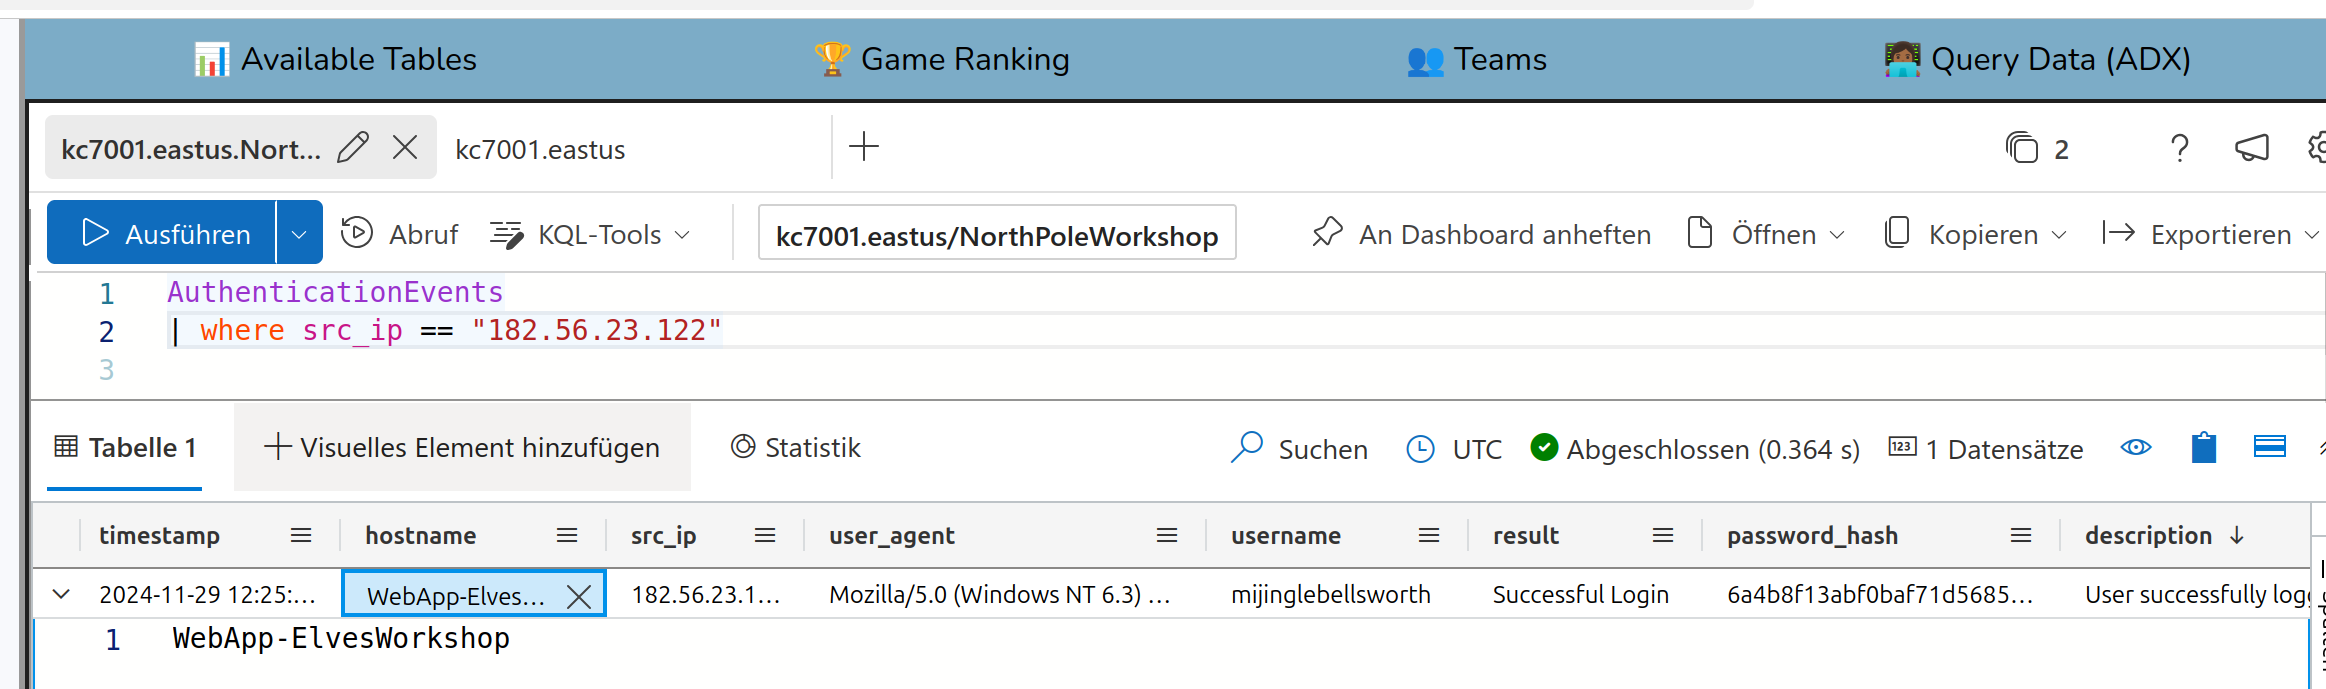 Available Tables
Game Ranking
Teams
Query Data (ADX)
kc7001.eastus.Nort...
kc7001.eastus
2
Ausführen
Abruf
KQL-Tools
kc7001.eastus/NorthPoleWorkshop
An Dashboard anheften
Öffnen
Kopieren
Exportieren
1 AuthenticationEvents
2 | where src_ip == "182.56.23.122"
3
Tabelle 1
Visuelles Element hinzufügen
Statistik
Suchen
UTC
Abgeschlossen (0.364 s)
1 Datensätze
timestamp hostname src_ip user_agent username result password_hash description
2024-11-29 12:25:... WebApp-Elves... 182.56.23.1... Mozilla/5.0 (Windows NT 6.3) ... mijinglebellsworth Successful Login 6a4b8f13abf0baf71d5685... User successfully log
1 WebApp-ElvesWorkshop